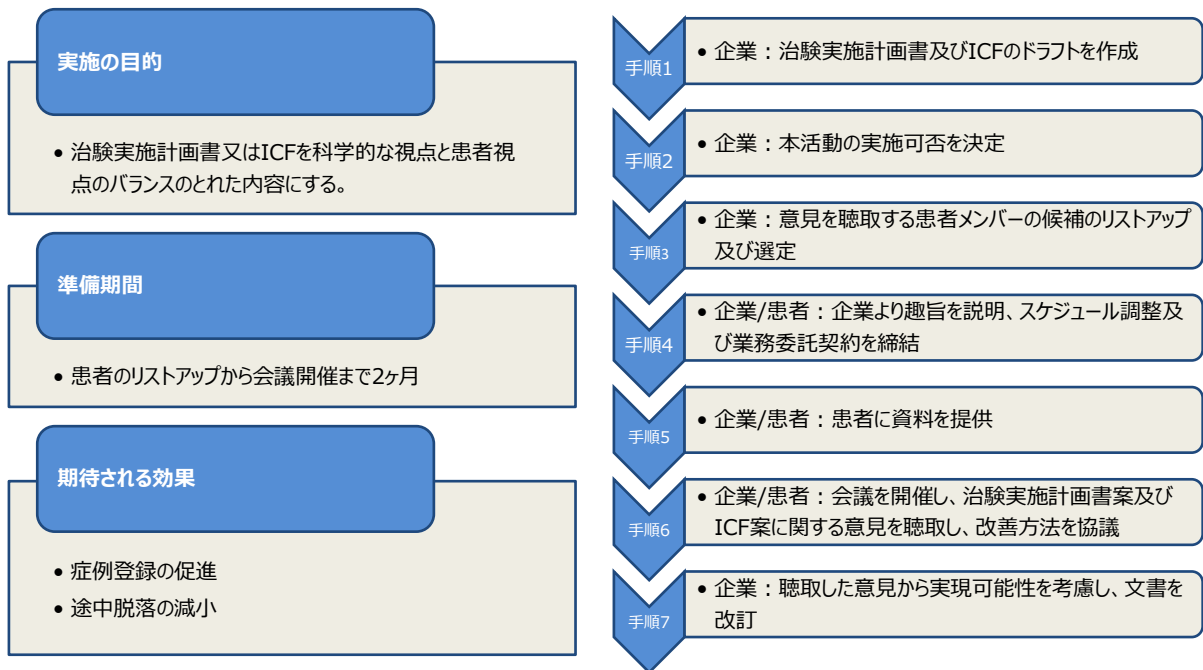 実施の目的
• 治験実施計画書又はICFを科学的な視点と患者視
点のバランスのとれた内容にする。
準備期間
• 患者のリストアップから会議開催まで2ヶ月
期待される効果
• 症例登録の促進
• 途中脱落の減小
手順1
• 企業：治験実施計画書及びICFのドラフトを作成
手順2
• 企業：本活動の実施可否を決定
手順3
• 企業：意見を聴取する患者メンバーの候補のリストアップ
及び選定
手順4
• 企業/患者：企業より趣旨を説明、スケジュール調整及
び業務委託契約を締結
手順5
• 企業/患者：患者に資料を提供
手順6
• 企業/患者：会議を開催し、治験実施計画書案及び
ICF案に関する意見を聴取し、改善方法を協議
手順7
• 企業：聴取した意見から実現可能性を考慮し、文書を
改訂